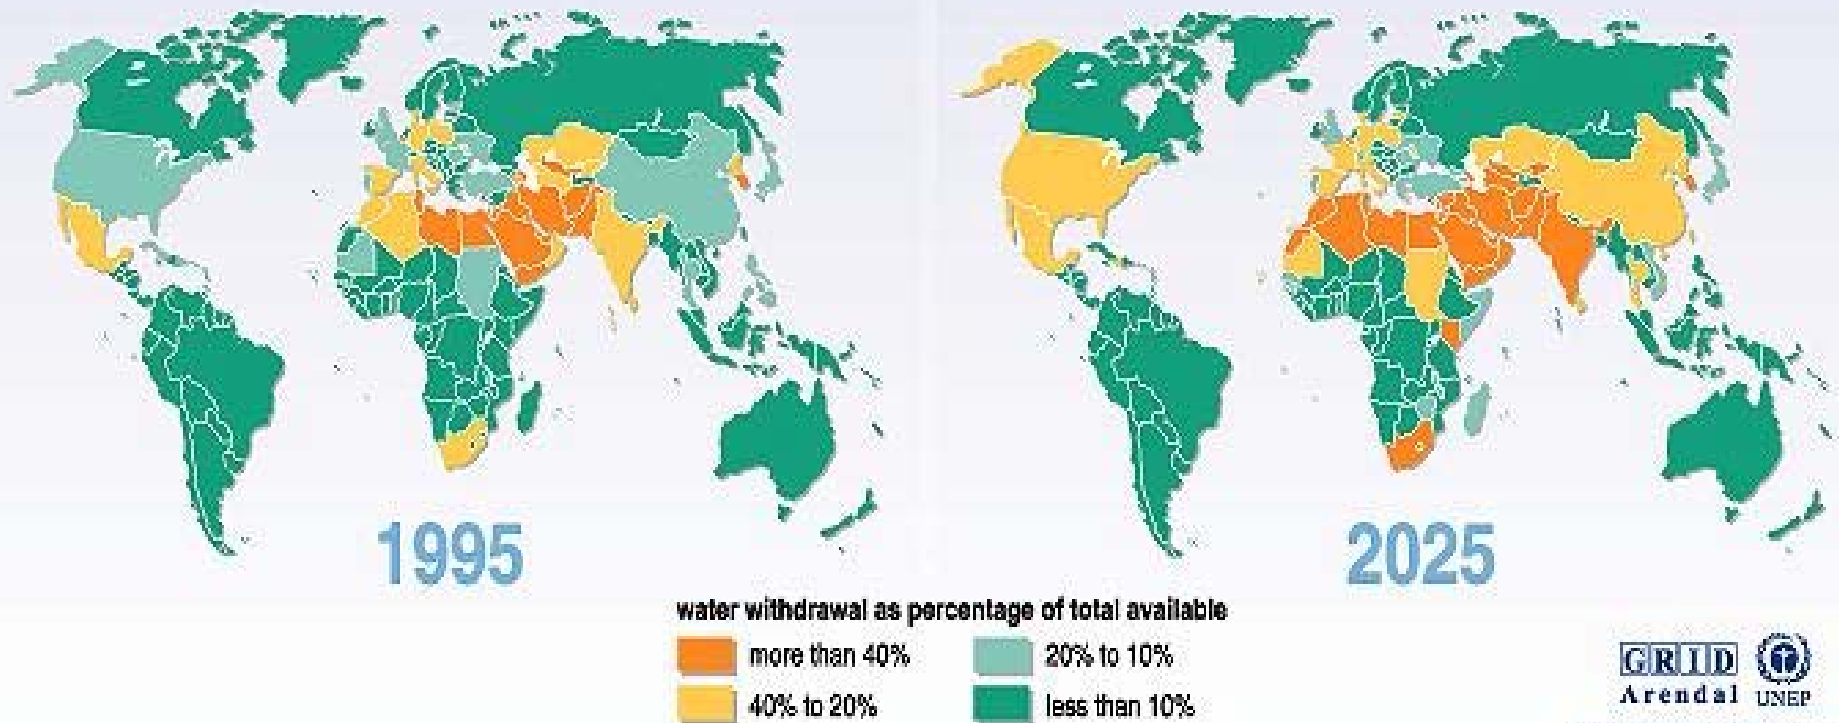 1995
2025
water withdrawal as percentage of total available
more than 40%
20% to 10%
40% to 20%
less than 10%
GRID
Arendal
UNEP